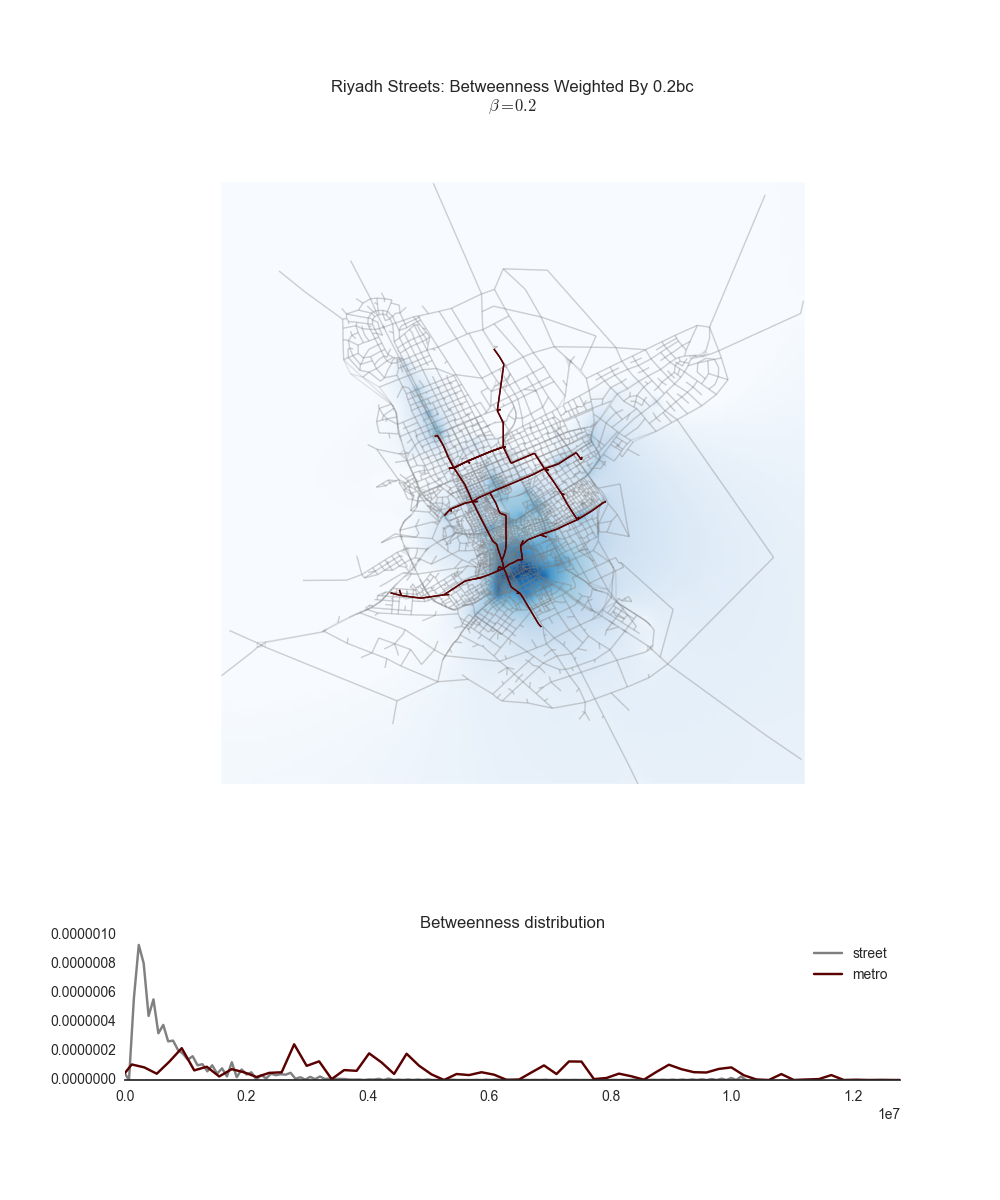 Riyadh Streets: Betweenness Weighted By 0.2bc
β=0.2
Betweenness distribution
0.0000010
0.0000008
0.0000006
0.0000004
0.0000002
0.0000000
street
metro
0.0 0.2 0.4 0.6 0.8 1.0 1.2
1e7